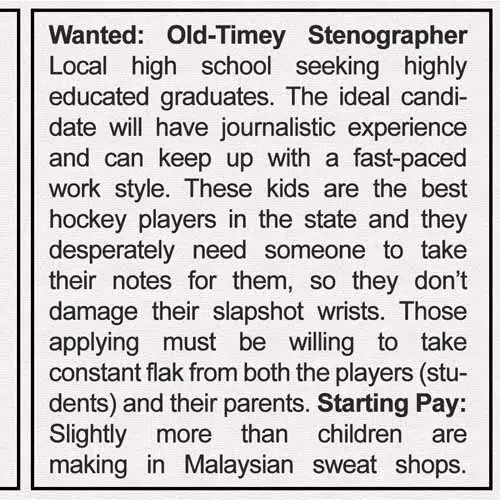 Wanted: Old-Timey Stenographer
Local high school seeking highly
educated graduates. The ideal candi-
date will have journalistic experience
and can keep up with a fast-paced
work style. These kids are the best
hockey players in the state and they
desperately need someone to take
their notes for them, so they don't
damage their slapshot wrists. Those
applying must be willing to take
constant flak from both the players (stu-
dents) and their parents. Starting Pay:
Slightly more than children are
making in Malaysian sweat shops.